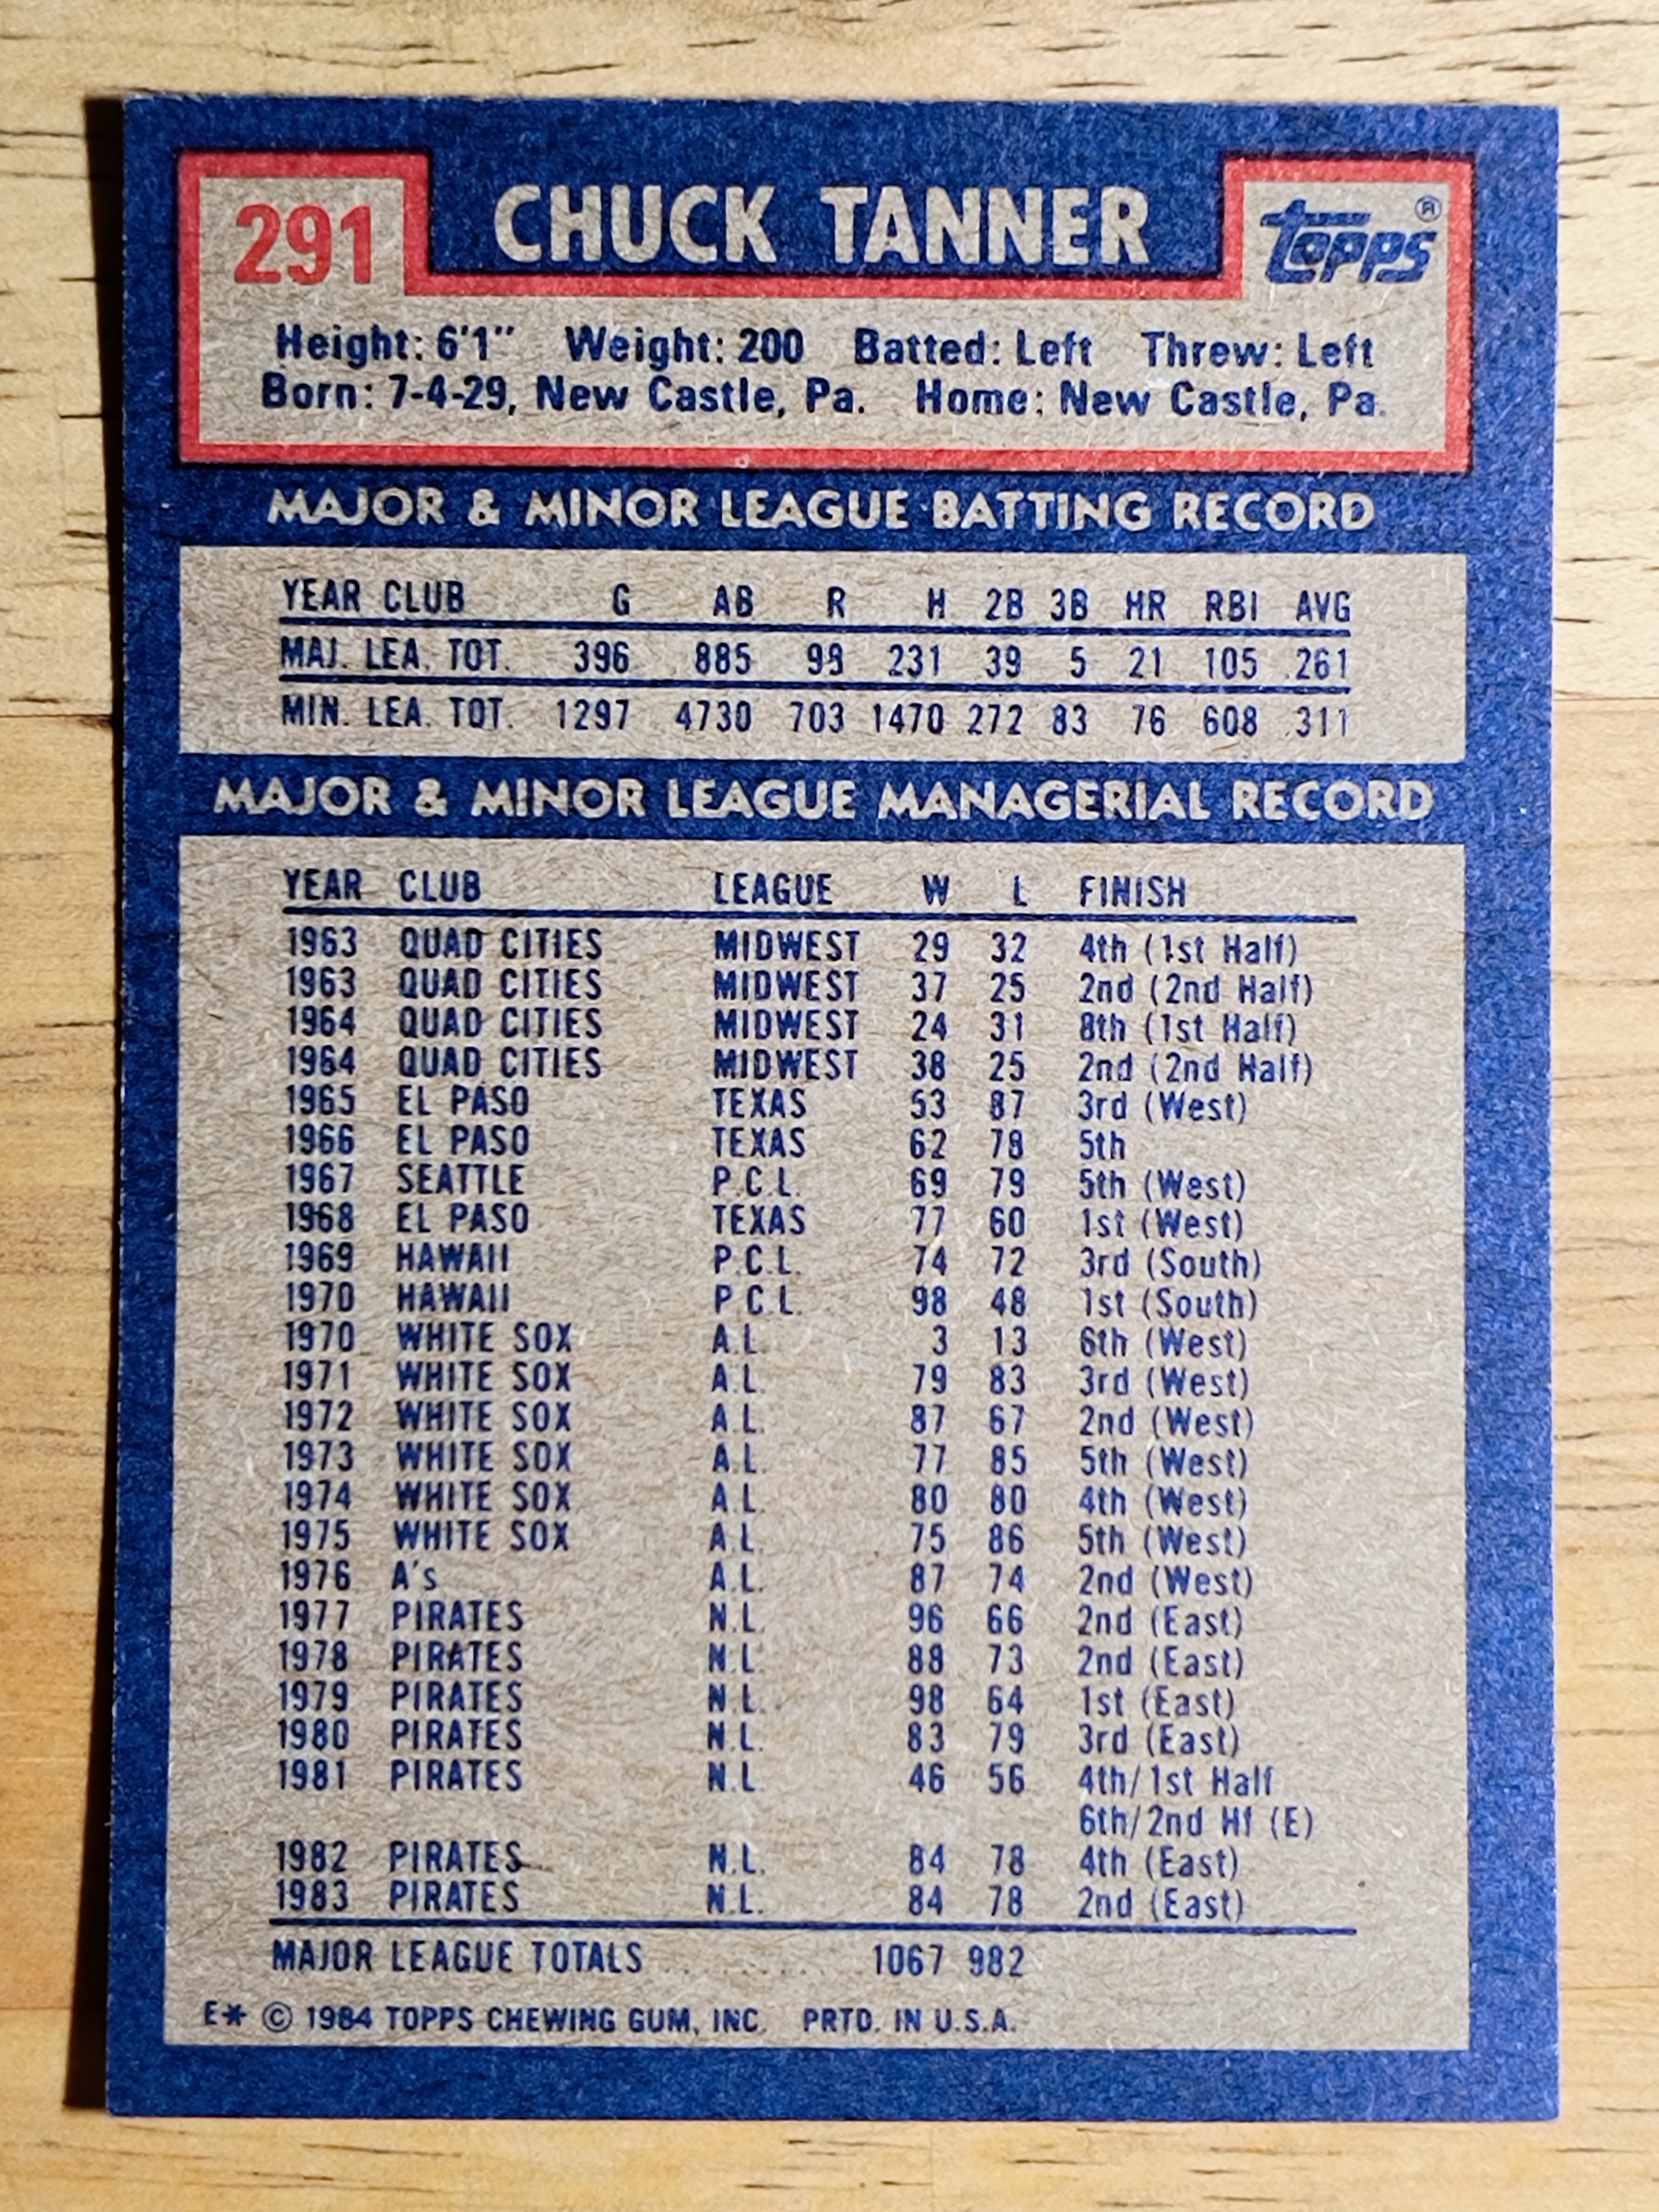 291 CHUCK TANNER TOPPS®
Height: 6'1" Weight: 200 Batted: Left Threw: Left
Born: 7-4-29, New Castle, Pa. Home: New Castle, Pa.
MAJOR & MINOR LEAGUE BATTING RECORD
YEAR CLUB G AB R H 2B 3B HR RBI AVG
MAJ. LEA. TOT. 396 885 98 231 39 5 21 105 .261
MIN. LEA. TOT. 1297 4730 703 1470 272 83 76 608 .311
MAJOR & MINOR LEAGUE MANAGERIAL RECORD
YEAR CLUB LEAGUE W L FINISH
1963 QUAD CITIES MIDWEST 29 32 4th (1st Half)
1963 QUAD CITIES MIDWEST 37 25 2nd (2nd Half)
1964 QUAD CITIES MIDWEST 24 31 8th (1st Half)
1964 QUAD CITIES MIDWEST 38 25 2nd (2nd Half)
1965 EL PASO TEXAS 53 87 3rd (West)
1966 EL PASO TEXAS 62 78 5th
1967 SEATTLE P.C.L. 69 79 5th (West)
1968 EL PASO TEXAS 77 60 1st (West)
1969 HAWAII P.C.L. 74 72 3rd (South)
1970 HAWAII P.C.L. 98 48 1st (South)
1970 WHITE SOX A.L. 3 13 6th (West)
1971 WHITE SOX A.L. 79 83 3rd (West)
1972 WHITE SOX A.L. 87 67 2nd (West)
1973 WHITE SOX A.L. 77 85 5th (West)
1974 WHITE SOX A.L. 80 80 4th (West)
1975 WHITE SOX A.L. 75 86 5th (West)
1976 A's A.L. 87 74 2nd (West)
1977 PIRATES N.L. 96 66 2nd (East)
1978 PIRATES N.L. 88 73 2nd (East)
1979 PIRATES N.L. 98 64 1st (East)
1980 PIRATES N.L. 83 79 3rd (East)
1981 PIRATES N.L. 46 56 4th/1st Half
6th/2nd Hf (E)
1982 PIRATES N.L. 84 78 4th (East)
1983 PIRATES N.L. 84 78 2nd (East)
MAJOR LEAGUE TOTALS .......... 1067 982
E* © 1984 TOPPS CHEWING GUM, INC. PRTD. IN U.S.A.